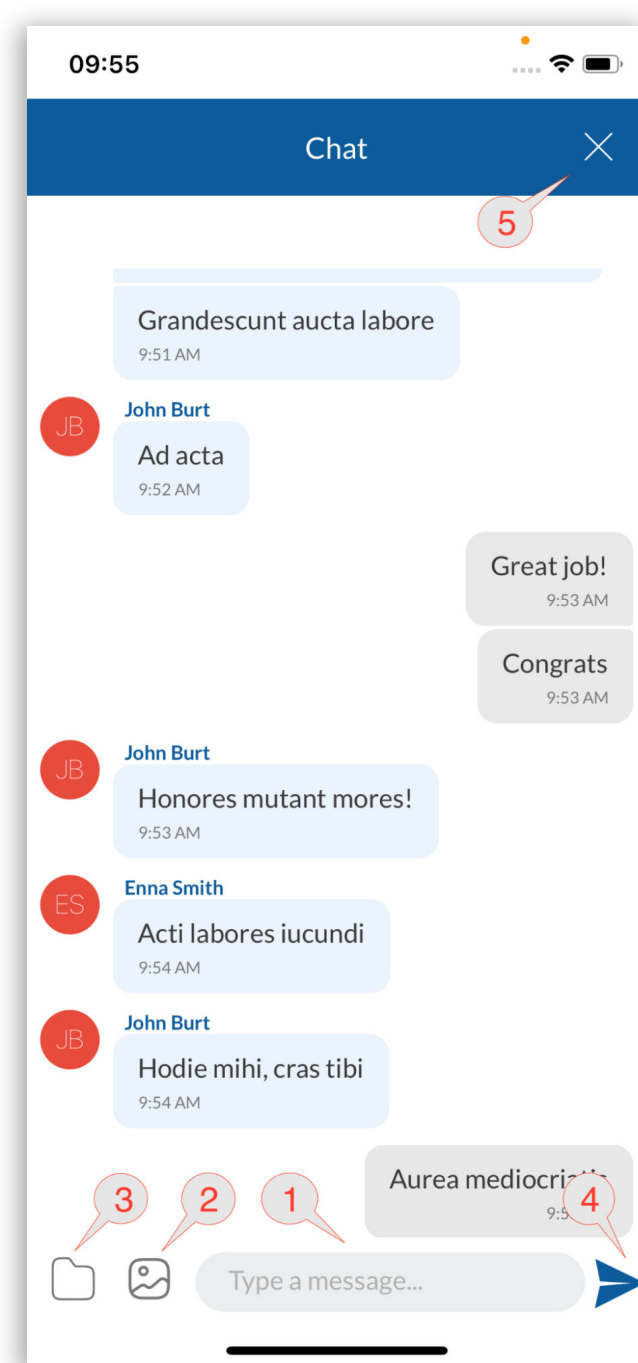 09:55
Chat
5
Grandescunt aucta labore
9:51 AM
John Burt
JB
Ad acta
9:52 AM
Great job!
9:53 AM
Congrats
9:53 AM
John Burt
JB
Honores mutant mores!
9:53 AM
Enna Smith
ES
Acti labores iucundi
9:54 AM
John Burt
JB
Hodie mihi, cras tibi
9:54 AM
Aurea
3
2
1
4
Type a message...